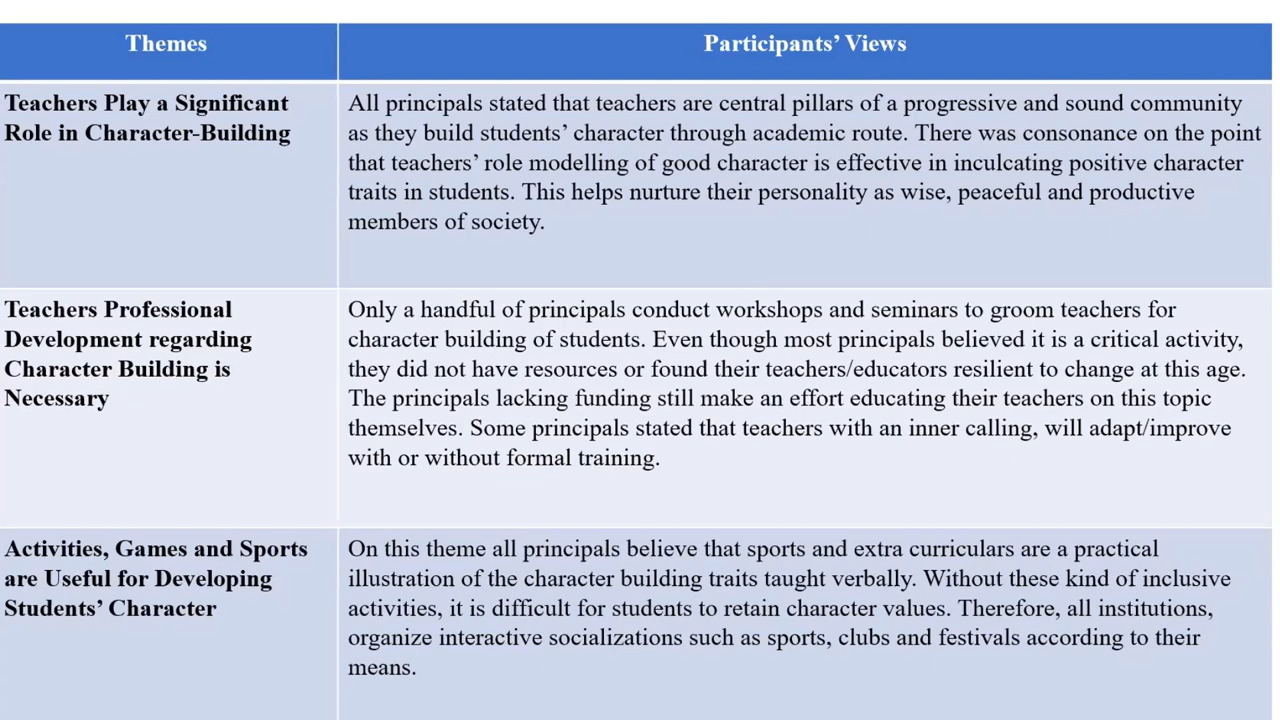 Themes
Participants’ Views
Teachers Play a Significant
Role in Character-Building
All principals stated that teachers are central pillars of a progressive and sound community
as they build students’ character through academic route. There was consonance on the point
that teachers’ role modelling of good character is effective in inculcating positive character
traits in students. This helps nurture their personality as wise, peaceful and productive
members of society.
Teachers Professional
Development regarding
Character Building is
Necessary
Only a handful of principals conduct workshops and seminars to groom teachers for
character building of students. Even though most principals believed it is a critical activity,
they did not have resources or found their teachers/educators resilient to change at this age.
The principals lacking funding still make an effort educating their teachers on this topic
themselves. Some principals stated that teachers with an inner calling, will adapt/improve
with or without formal training.
Activities, Games and Sports
are Useful for Developing
Students’ Character
On this theme all principals believe that sports and extra curriculars are a practical
illustration of the character building traits taught verbally. Without these kind of inclusive
activities, it is difficult for students to retain character values. Therefore, all institutions,
organize interactive socializations such as sports, clubs and festivals according to their
means.